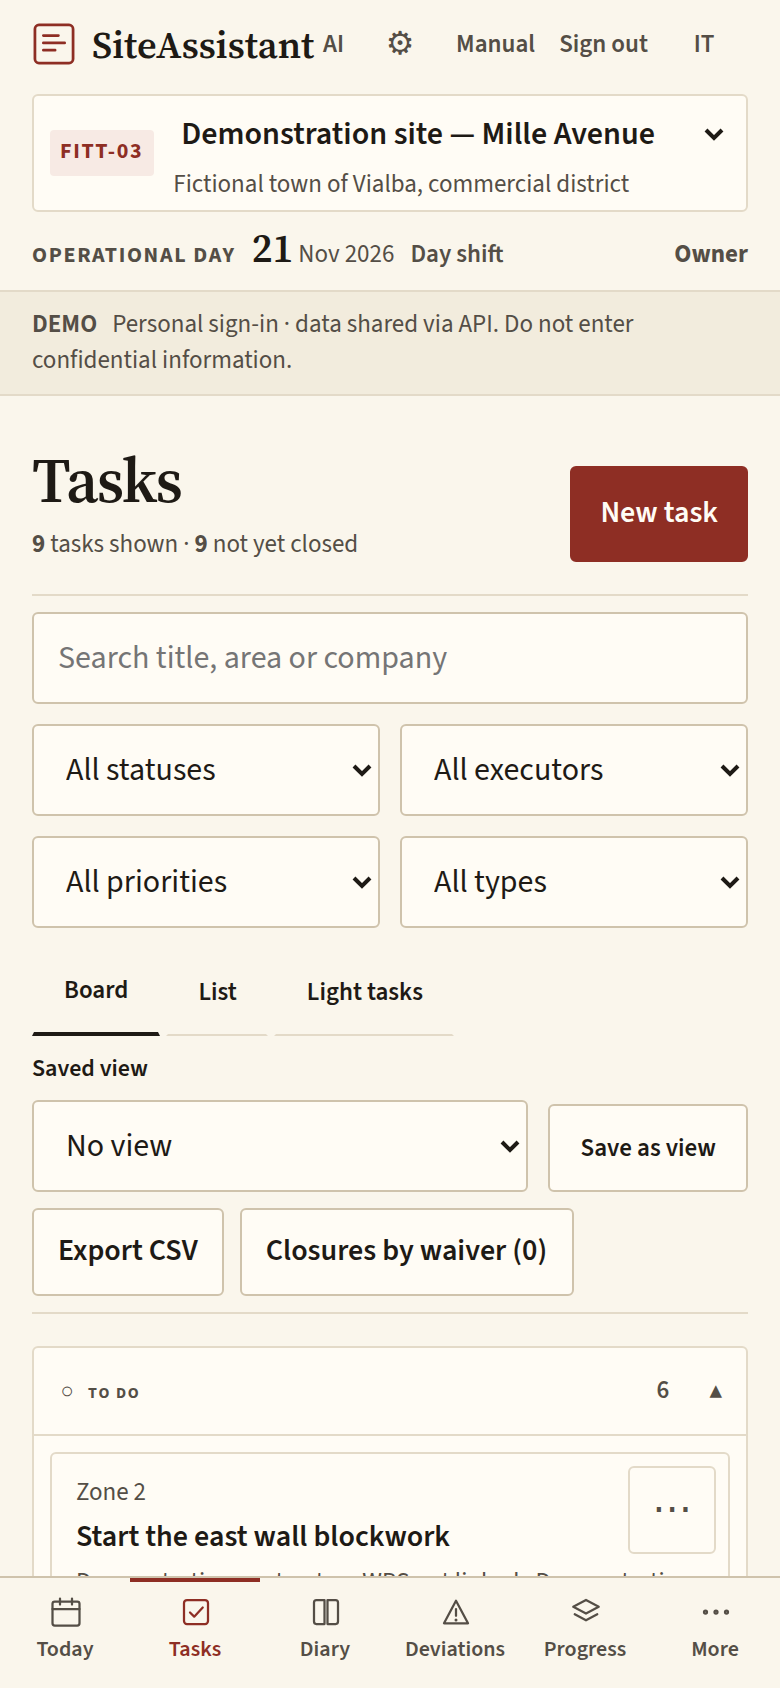 SiteAssistant AI ⚙ Manual Sign out IT
FITT-03
Demonstration site — Mille Avenue
Fictional town of Vialba, commercial district
OPERATIONAL DAY 21 Nov 2026 Day shift Owner
DEMO Personal sign-in · data shared via API. Do not enter
confidential information.
Tasks
9 tasks shown · 9 not yet closed
New task
Search title, area or company
All statuses
All executors
All priorities
All types
Board
List
Light tasks
Saved view
No view
Save as view
Export CSV
Closures by waiver (0)
○ TO DO 6 ▲
Zone 2
...
Start the east wall blockwork
Today
Tasks
Diary
Deviations
Progress
More